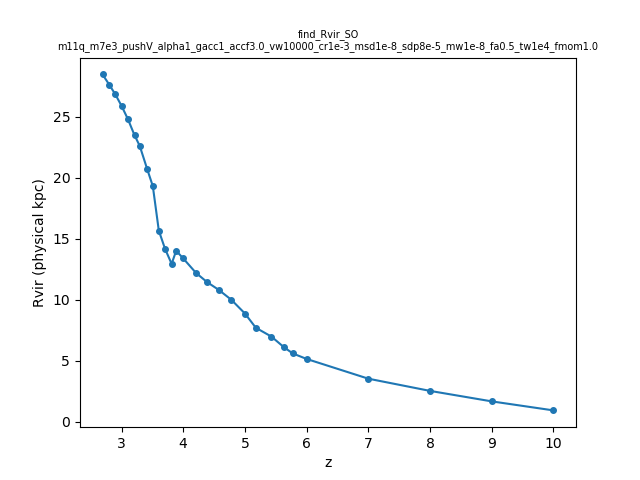 find_Rvir_SO
m11q_m7e3_pushV_alpha1_gacc1_accf3.0_vw10000_cr1e-3_msd1e-8_sdp8e-5_mw1e-8_fa0.5_tw1e4_fmom1.0
Rvir (physical kpc)
25
20
15
10
5
0
3 4 5 6 7 8 9 10
z